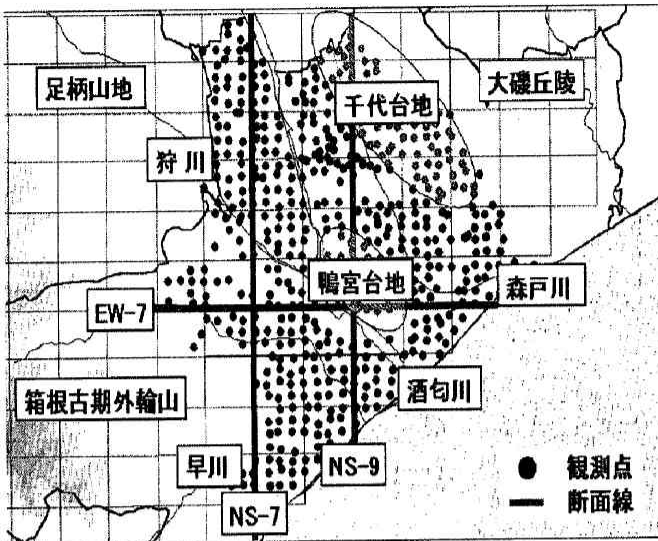 足柄山地
大磯丘陵
千代台地
狩川
鴨宮台地
森戸川
EW-7
箱根古期外輪山
酒匂川
早川
NS-9
NS-7
観測点
断面線